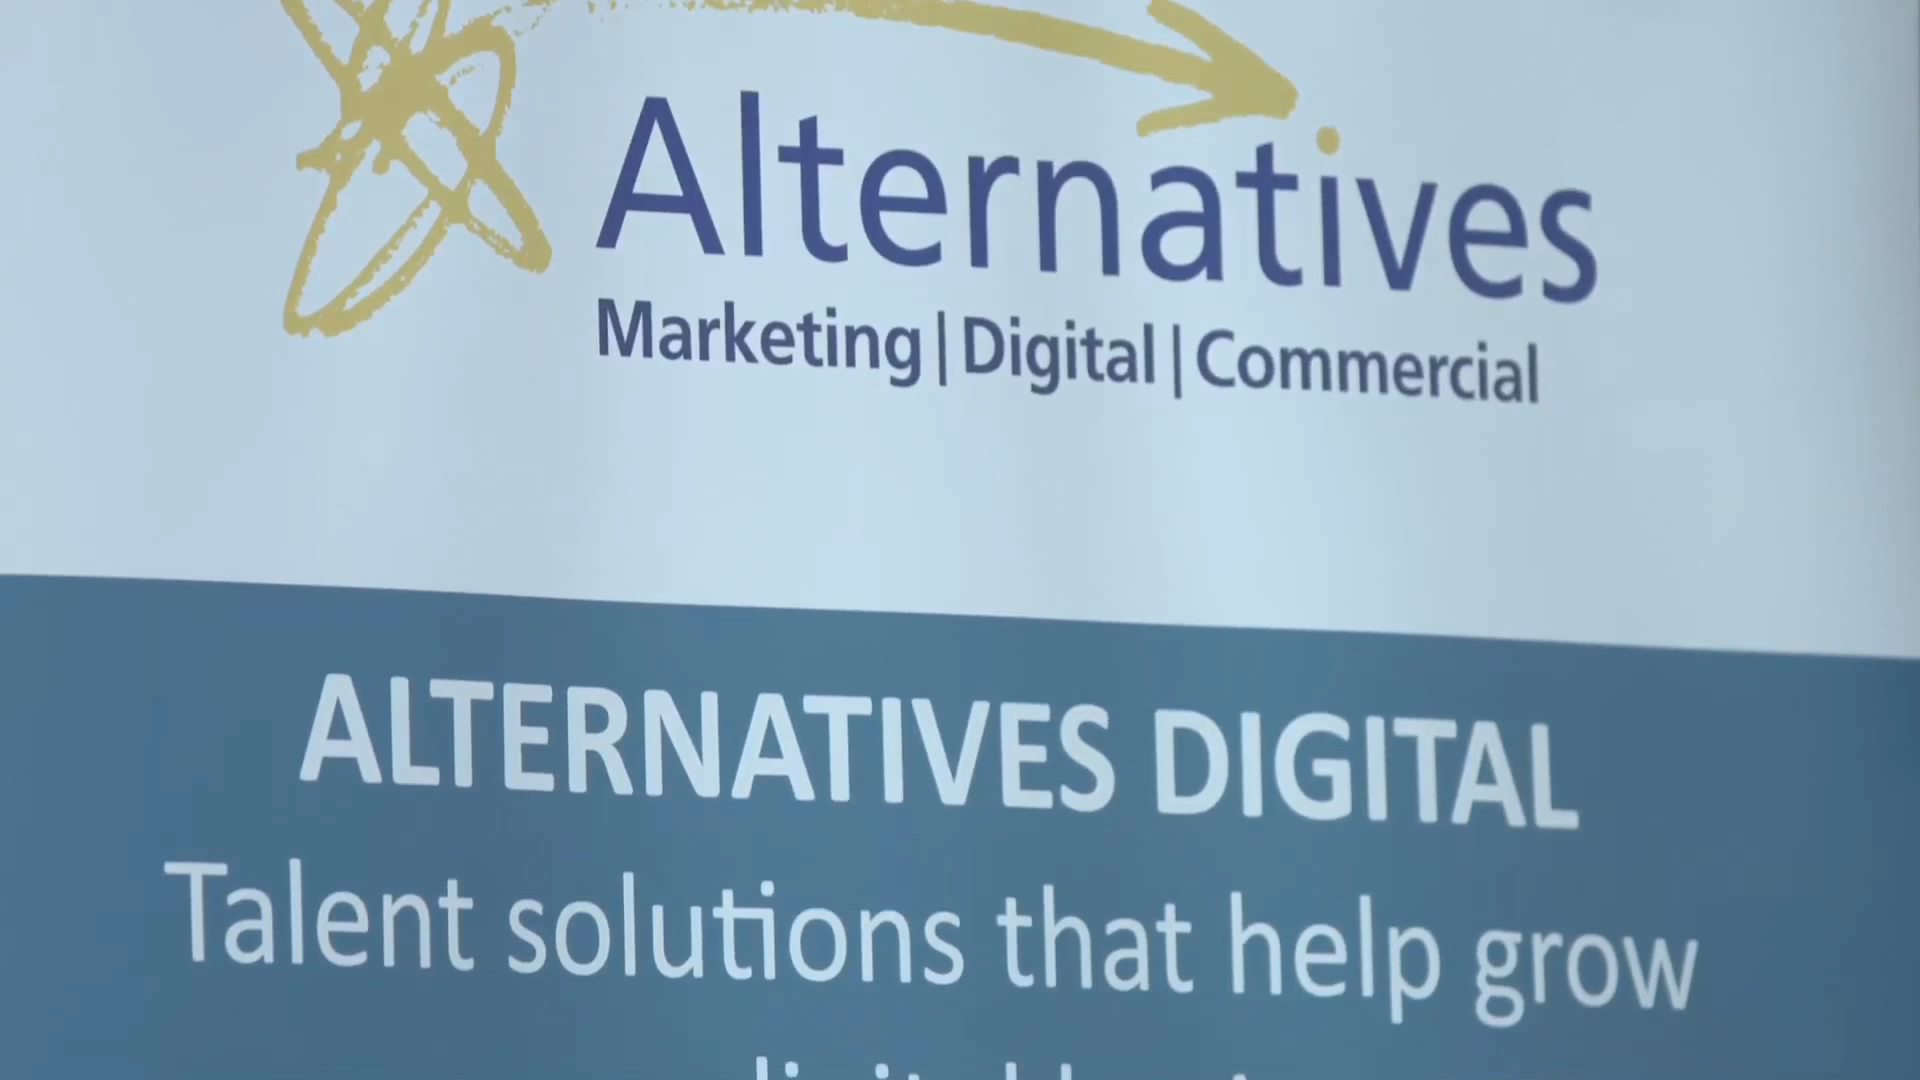 Alternatives
Marketing|Digital|Commercial
ALTERNATIVES DIGITAL
Talent solutions that help grow